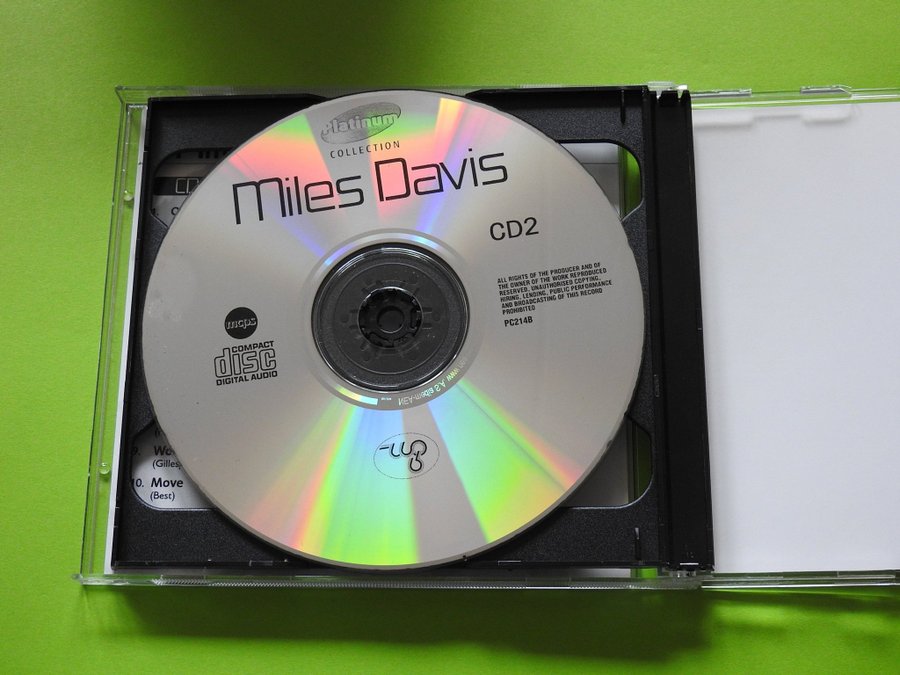 Platinum
COLLECTION
Miles Davis
CD2
ALL RIGHTS OF THE PRODUCER AND OF
THE OWNER OF THE WORK REPRODUCED
RESERVED. UNAUTHORISED COPYING,
HIRING, LENDING, PUBLIC PERFORMANCE
AND BROADCASTING OF THIS RECORD
PROHIBITED
PC214B
mcps
COMPACT
disc
DIGITAL AUDIO
9.
(Gilles)
10. Move
(Best)